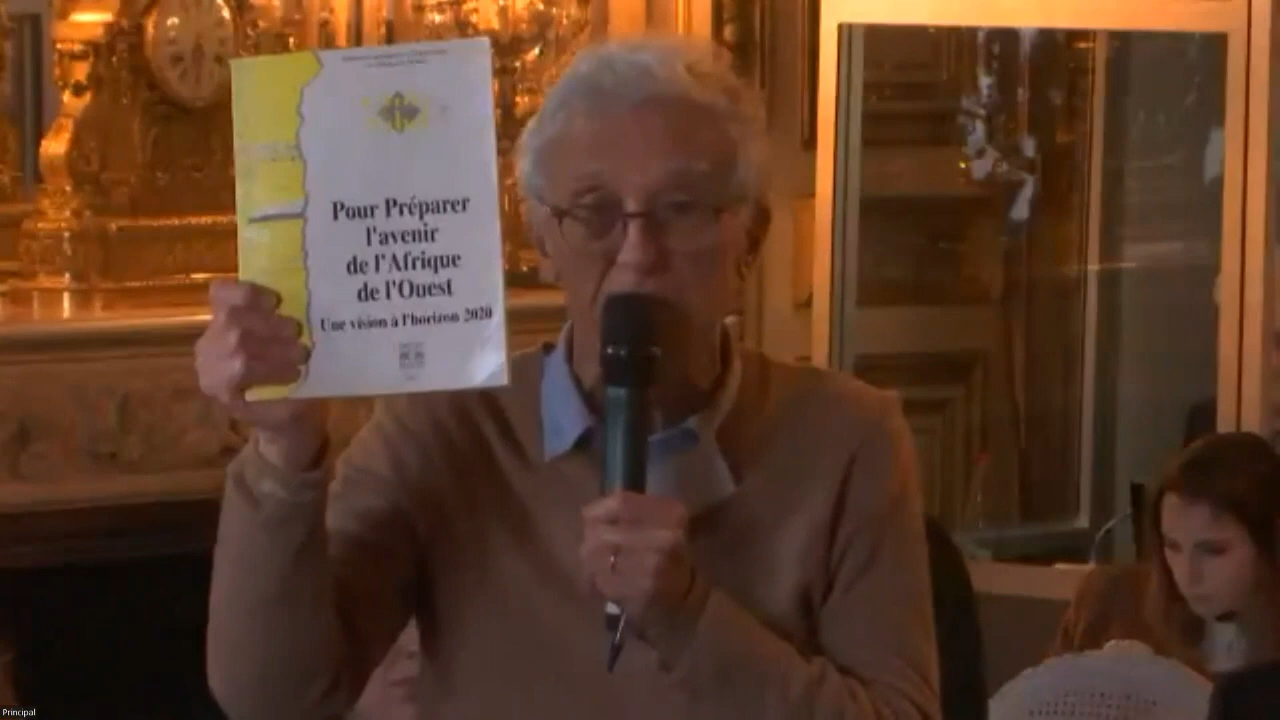 Pour Préparer
l'avenir
de l'Afrique
de l'Ouest
Une vision à l'horizon 2020
Principal